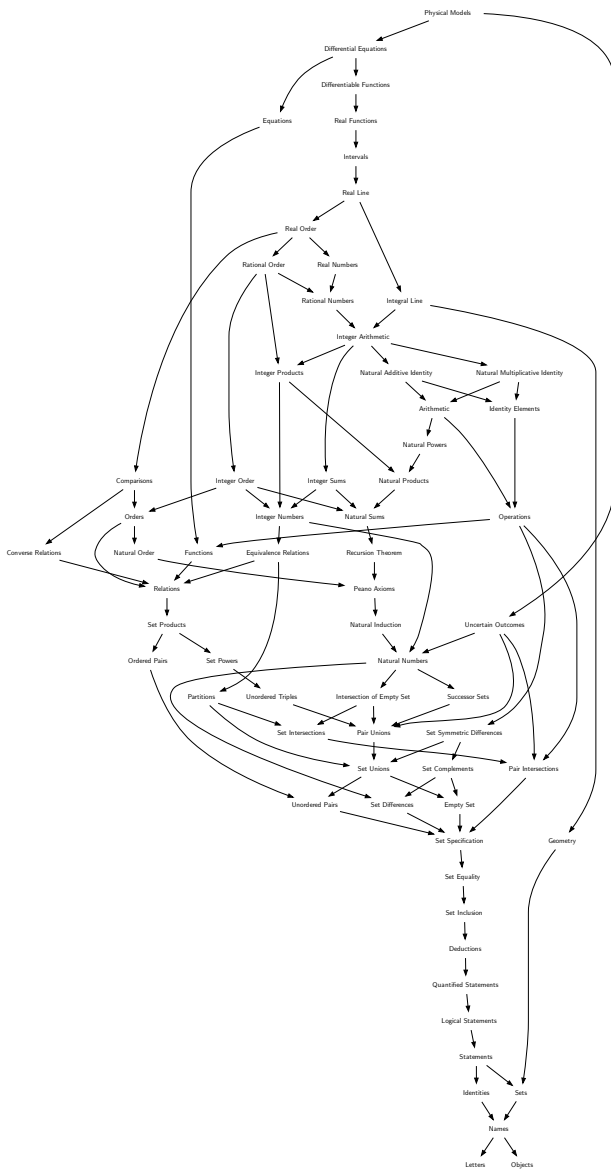 Physical Models
Differential Equations
Differentiable Functions
Equations
Real Functions
Intervals
Real Line
Real Order
Rational Order
Real Numbers
Rational Numbers
Integral Line
Integer Arithmetic
Integer Products
Natural Additive Identity
Natural Multiplicative Identity
Arithmetic
Identity Elements
Natural Powers
Comparisons
Integer Order
Integer Sums
Natural Products
Orders
Integer Numbers
Natural Sums
Operations
Converse Relations
Natural Order
Functions
Equivalence Relations
Recursion Theorem
Relations
Peano Axioms
Set Products
Natural Induction
Uncertain Outcomes
Ordered Pairs
Set Powers
Natural Numbers
Partitions
Unordered Triples
Intersection of Empty Set
Successor Sets
Set Intersections
Pair Unions
Set Symmetric Differences
Set Unions
Set Complements
Pair Intersections
Unordered Pairs
Set Differences
Empty Set
Set Specification
Geometry
Set Equality
Set Inclusion
Deductions
Quantified Statements
Logical Statements
Statements
Identities
Sets
Names
Letters
Objects